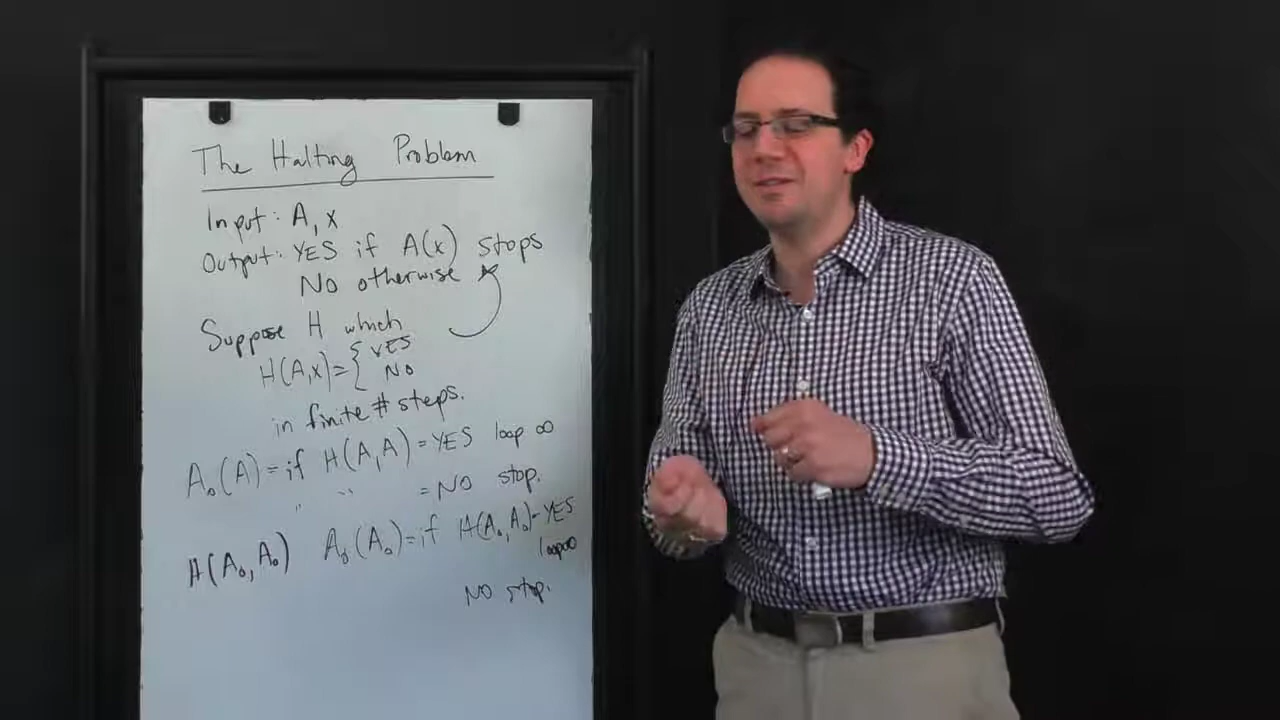 The Halting Problem
Input: A, x
Output: YES if A(x) stops
No otherwise
Suppose H which
H(A,x)= { YES
No
in finite # steps.
A₀(A) = if H(A,A) = YES loop ∞
" " = NO stop.
H(A₀,A₀) A₀(A₀)=if H(A₀,A₀)=YES
loop∞
NO stop.